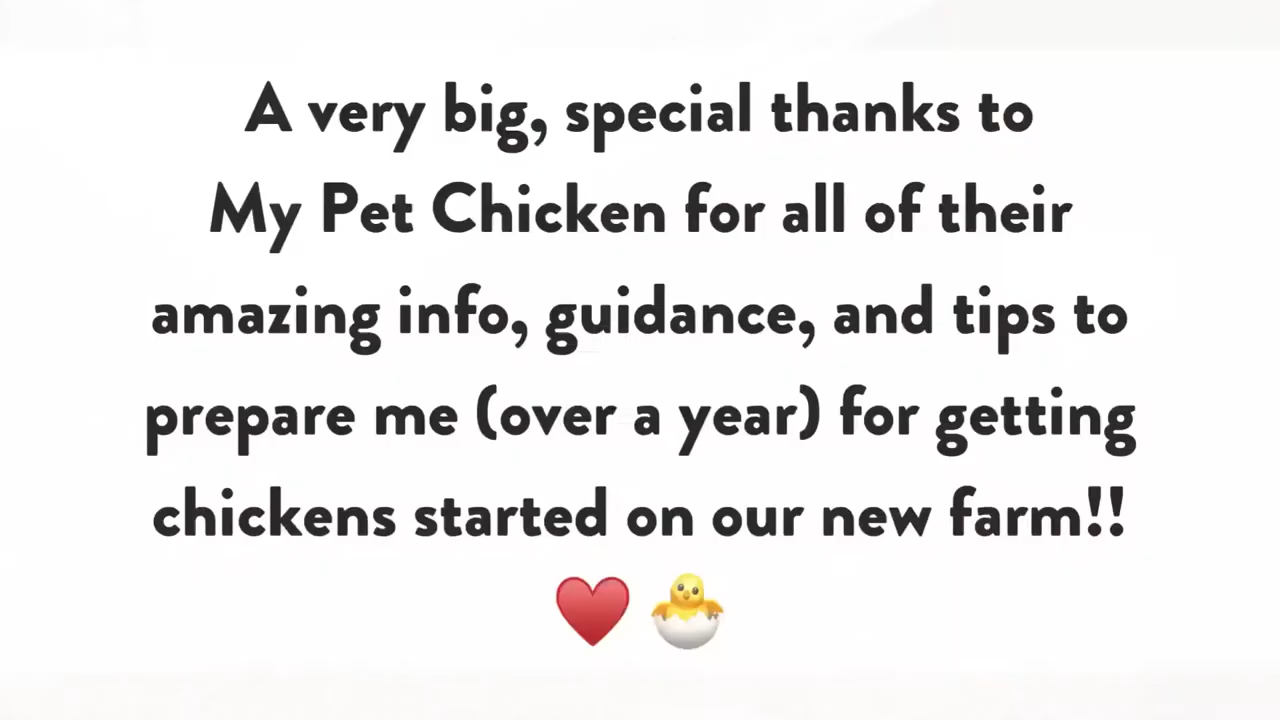 A very big, special thanks to
My Pet Chicken for all of their
amazing info, guidance, and tips to
prepare me (over a year) for getting
chickens started on our new farm!!
♥️ 🐣